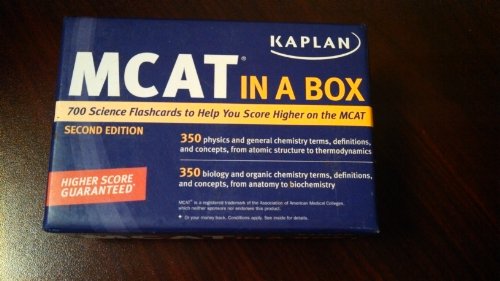 KAPLAN
MCAT® IN A BOX
700 Science Flashcards to Help You Score Higher on the MCAT
SECOND EDITION
350 physics and general chemistry terms, definitions,
and concepts, from atomic structure to thermodynamics
350 biology and organic chemistry terms, definitions,
and concepts, from anatomy to biochemistry
HIGHER SCORE
GUARANTEED*
MCAT® is a registered trademark of the Association of American Medical Colleges,
which neither sponsors nor endorses this product.
* Or your money back. Conditions apply. See inside for details.